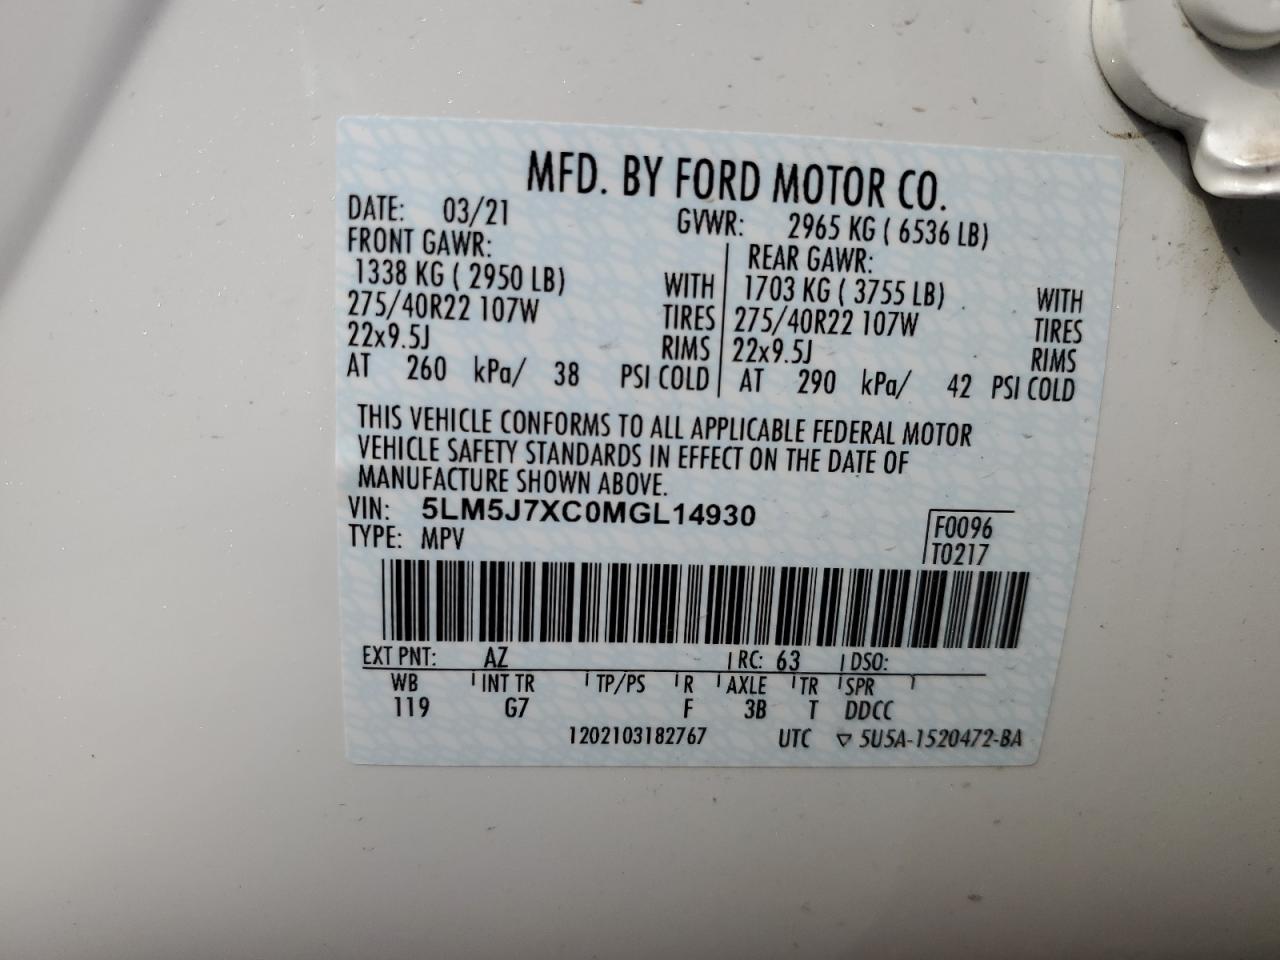 MFD. BY FORD MOTOR CO.
DATE: 03/21 GVWR: 2965 KG ( 6536 LB)
FRONT GAWR: REAR GAWR:
1338 KG ( 2950 LB) WITH 1703 KG ( 3755 LB) WITH
275/40R22 107W TIRES 275/40R22 107W TIRES
22x9.5J RIMS 22x9.5J RIMS
AT 260 kPa/ 38 PSI COLD AT 290 kPa/ 42 PSI COLD
THIS VEHICLE CONFORMS TO ALL APPLICABLE FEDERAL MOTOR
VEHICLE SAFETY STANDARDS IN EFFECT ON THE DATE OF
MANUFACTURE SHOWN ABOVE.
VIN: 5LM5J7XC0MGL14930 F0096
TYPE: MPV T0217
EXT PNT: AZ RC: 63 DSO:
WB INT TR TP/PS R AXLE TR SPR
119 G7 F 3B T DDCC
1202103182767 UTC ▽ 5U5A-1520472-BA